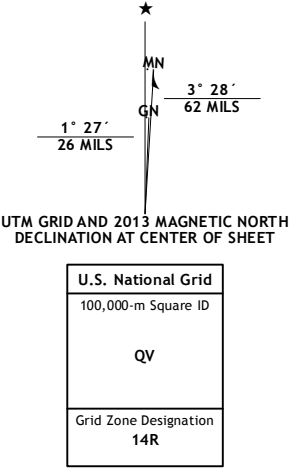 ★
MN
3° 28´
62 MILS
GN
1° 27´
26 MILS
UTM GRID AND 2013 MAGNETIC NORTH
DECLINATION AT CENTER OF SHEET
U.S. National Grid
100,000-m Square ID
QV
Grid Zone Designation
14R